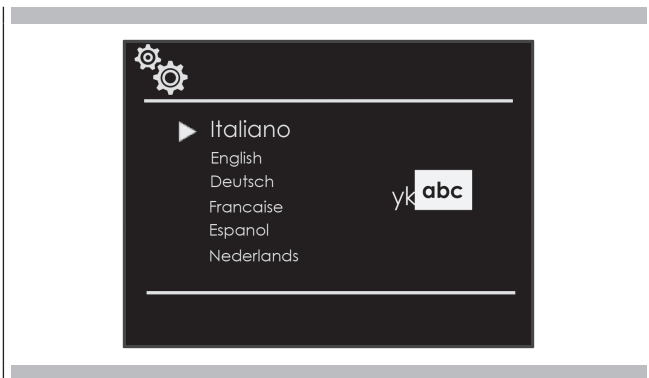 Italiano
English
Deutsch
Francaise
Espanol
Nederlands
yk abc